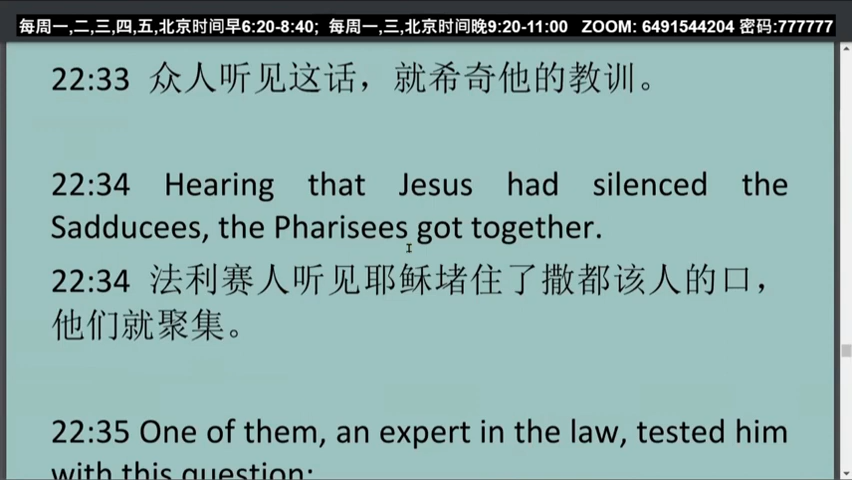 每周一,二,三,四,五,北京时间早6:20-8:40; 每周一,三,北京时间晚9:20-11:00 ZOOM: 6491544204 密码:777777
22:33 众人听见这话，就希奇他的教训。
22:34 Hearing that Jesus had silenced the
Sadducees, the Pharisees got together.
22:34 法利赛人听见耶稣堵住了撒都该人的口，
他们就聚集。
22:35 One of them, an expert in the law, tested him
with this question: